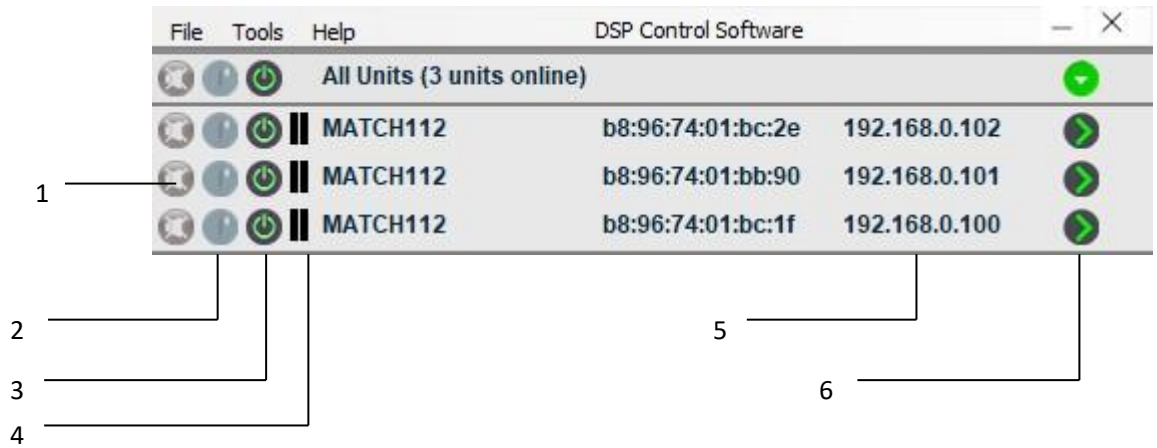 File Tools Help DSP Control Software
All Units (3 units online)
MATCH112 b8:96:74:01:bc:2e 192.168.0.102
MATCH112 b8:96:74:01:bb:90 192.168.0.101
1
MATCH112 b8:96:74:01:bc:1f 192.168.0.100
2 5
3 6
4